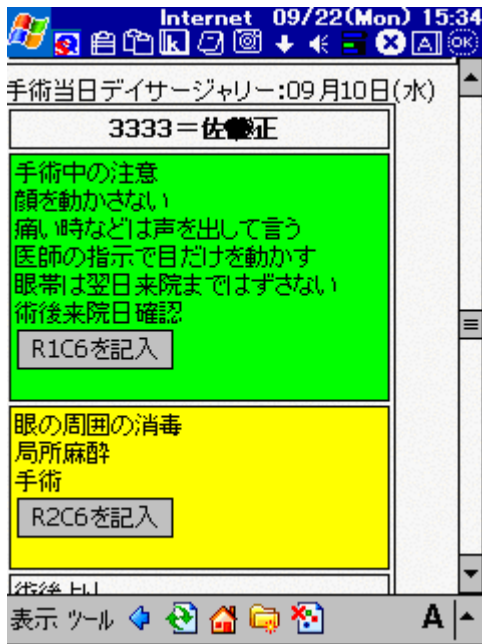 Internet 09/22(Mon) 15:34
手術当日デイサージャリー:09月10日(水)
3333=佐 正
手術中の注意
顔を動かさない
痛い時などは声を出して言う
医師の指示で目だけを動かす
眼帯は翌日来院まではずさない
術後来院日確認
R1C6を記入
眼の周囲の消毒
局所麻酔
手術
R2C6を記入
表示 ツール A